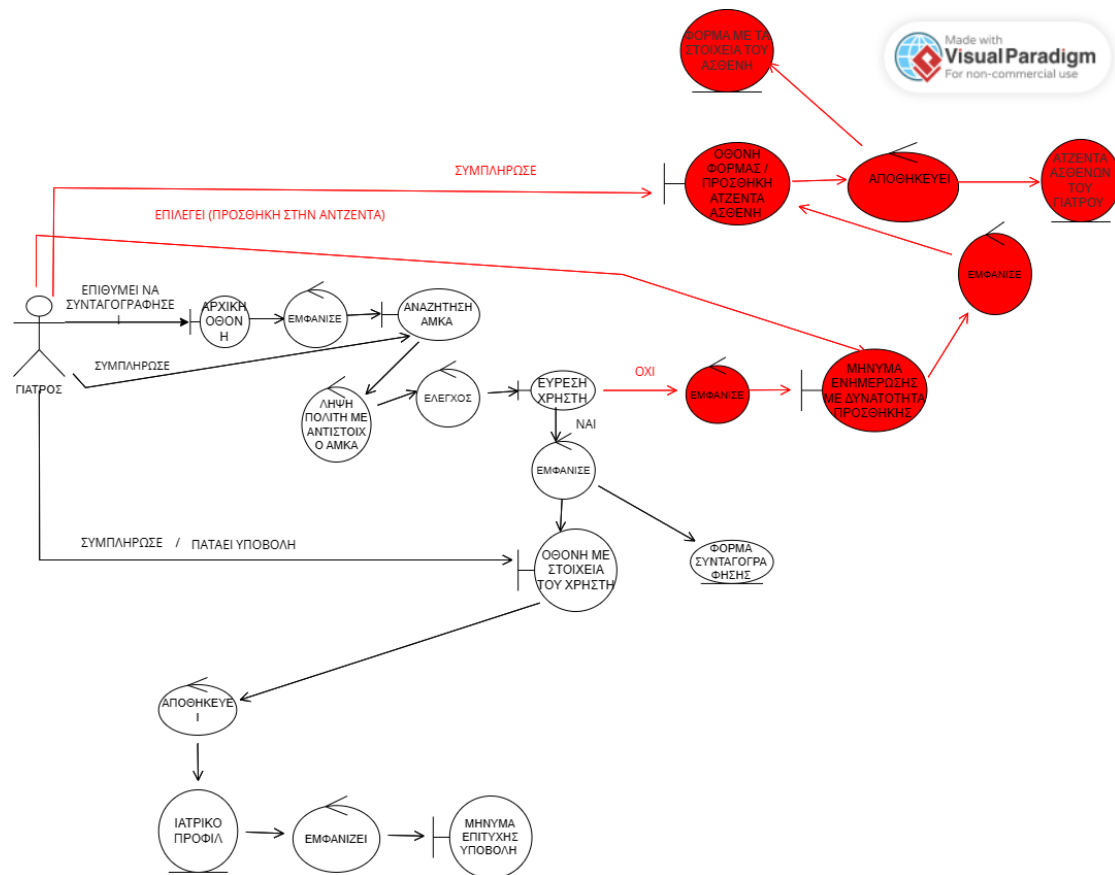 ΦΟΡΜΑ ΜΕ ΤΑ
ΣΤΟΙΧΕΙΑ ΤΟΥ
ΑΣΘΕΝΗ
Made with
Visual Paradigm
For non-commercial use
ΣΥΜΠΛΗΡΩΣΕ
ΟΘΟΝΗ
ΦΟΡΜΑΣ /
ΠΡΟΣΘΗΚΗ
ΑΤΖΕΝΤΑ
ΑΣΘΕΝΗ
ΑΠΟΘΗΚΕΥΕΙ
ΑΤΖΕΝΤΑ
ΑΣΘΕΝΩΝ
ΤΟΥ
ΓΙΑΤΡΟΥ
ΕΠΙΛΕΓΕΙ (ΠΡΟΣΘΗΚΗ ΣΤΗΝ ΑΝΤΖΕΝΤΑ)
ΕΜΦΑΝΙΣΕ
ΕΠΙΘΥΜΕΙ ΝΑ
ΣΥΝΤΑΓΟΓΡΑΦΗΣΕ
Ι
ΑΡΧΙΚΗ
ΟΘΟΝ
Η
ΕΜΦΑΝΙΣΕ
ΑΝΑΖΗΤΗΣΗ
ΑΜΚΑ
ΣΥΜΠΛΗΡΩΣΕ
ΓΙΑΤΡΟΣ
ΛΗΨΗ
ΠΟΛΙΤΗ ΜΕ
ΑΝΤΙΣΤΟΙΧ
Ο ΑΜΚΑ
ΕΛΕΓΧΟΣ
ΕΥΡΕΣΗ
ΧΡΗΣΤΗ
ΟΧΙ
ΕΜΦΑΝΙΣΕ
ΜΗΝΥΜΑ
ΕΝΗΜΕΡΩΣΗΣ
ΜΕ ΔΥΝΑΤΟΤΗΤΑ
ΠΡΟΣΘΗΚΗΣ
ΝΑΙ
ΕΜΦΑΝΙΣΕ
ΣΥΜΠΛΗΡΩΣΕ / ΠΑΤΑΕΙ ΥΠΟΒΟΛΗ
ΟΘΟΝΗ ΜΕ
ΣΤΟΙΧΕΙΑ
ΤΟΥ ΧΡΗΣΤΗ
ΦΟΡΜΑ
ΣΥΝΤΑΓΟΓΡΑ
ΦΗΣΗΣ
ΑΠΟΘΗΚΕΥΕ
Ι
ΙΑΤΡΙΚΟ
ΠΡΟΦΙΛ
ΕΜΦΑΝΙΖΕΙ
ΜΗΝΥΜΑ
ΕΠΙΤΥΧΗΣ
ΥΠΟΒΟΛΗ